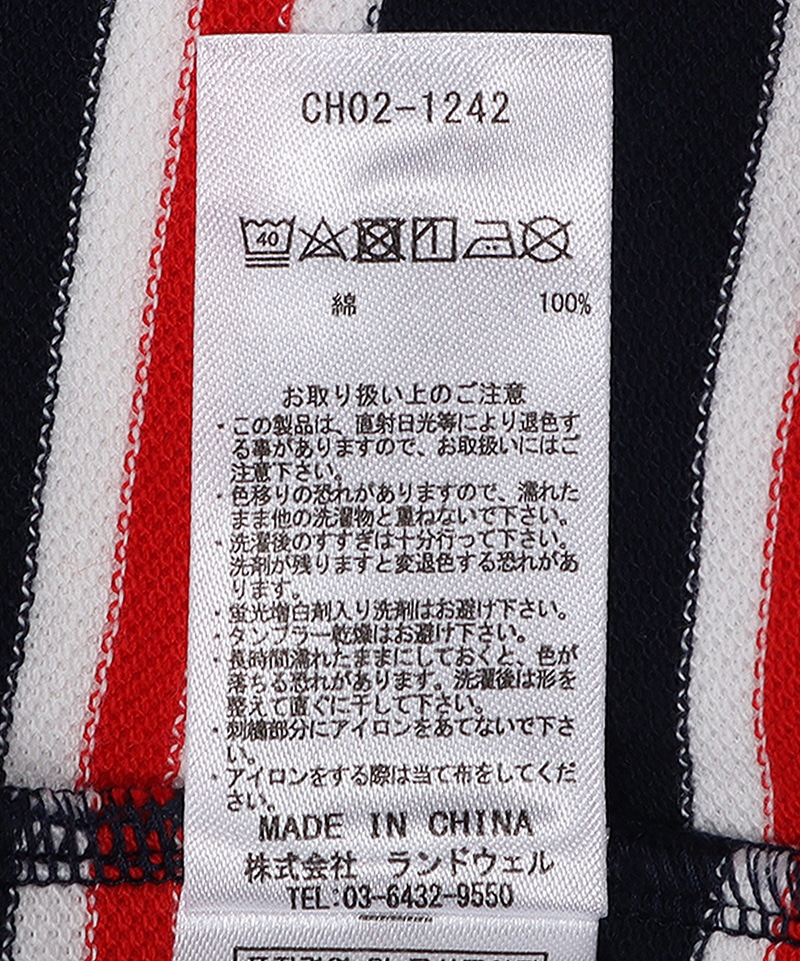 CH02-1242
40
綿 100%
お取り扱い上のご注意
・この製品は、直射日光等により退色す
る事がありますので、お取扱いにはご
注意下さい。
・色移りの恐れがありますので、濡れた
まま他の洗濯物と重ねないで下さい。
・洗濯後のすすぎは十分行って下さい。
洗剤が残りますと変退色する恐れがあ
ります。
・蛍光増白剤入り洗剤はお避け下さい。
・タンブラー乾燥はお避け下さい。
・長時間濡れたままにしておくと、色が
落ちる恐れがあります。洗濯後は形を
整えて直ぐに干して下さい。
・刺繍部分にアイロンをあてないで下さ
い。
・アイロンをする際は当て布をしてくだ
さい。
MADE IN CHINA
株式会社 ランドウェル
TEL:03-6432-9550